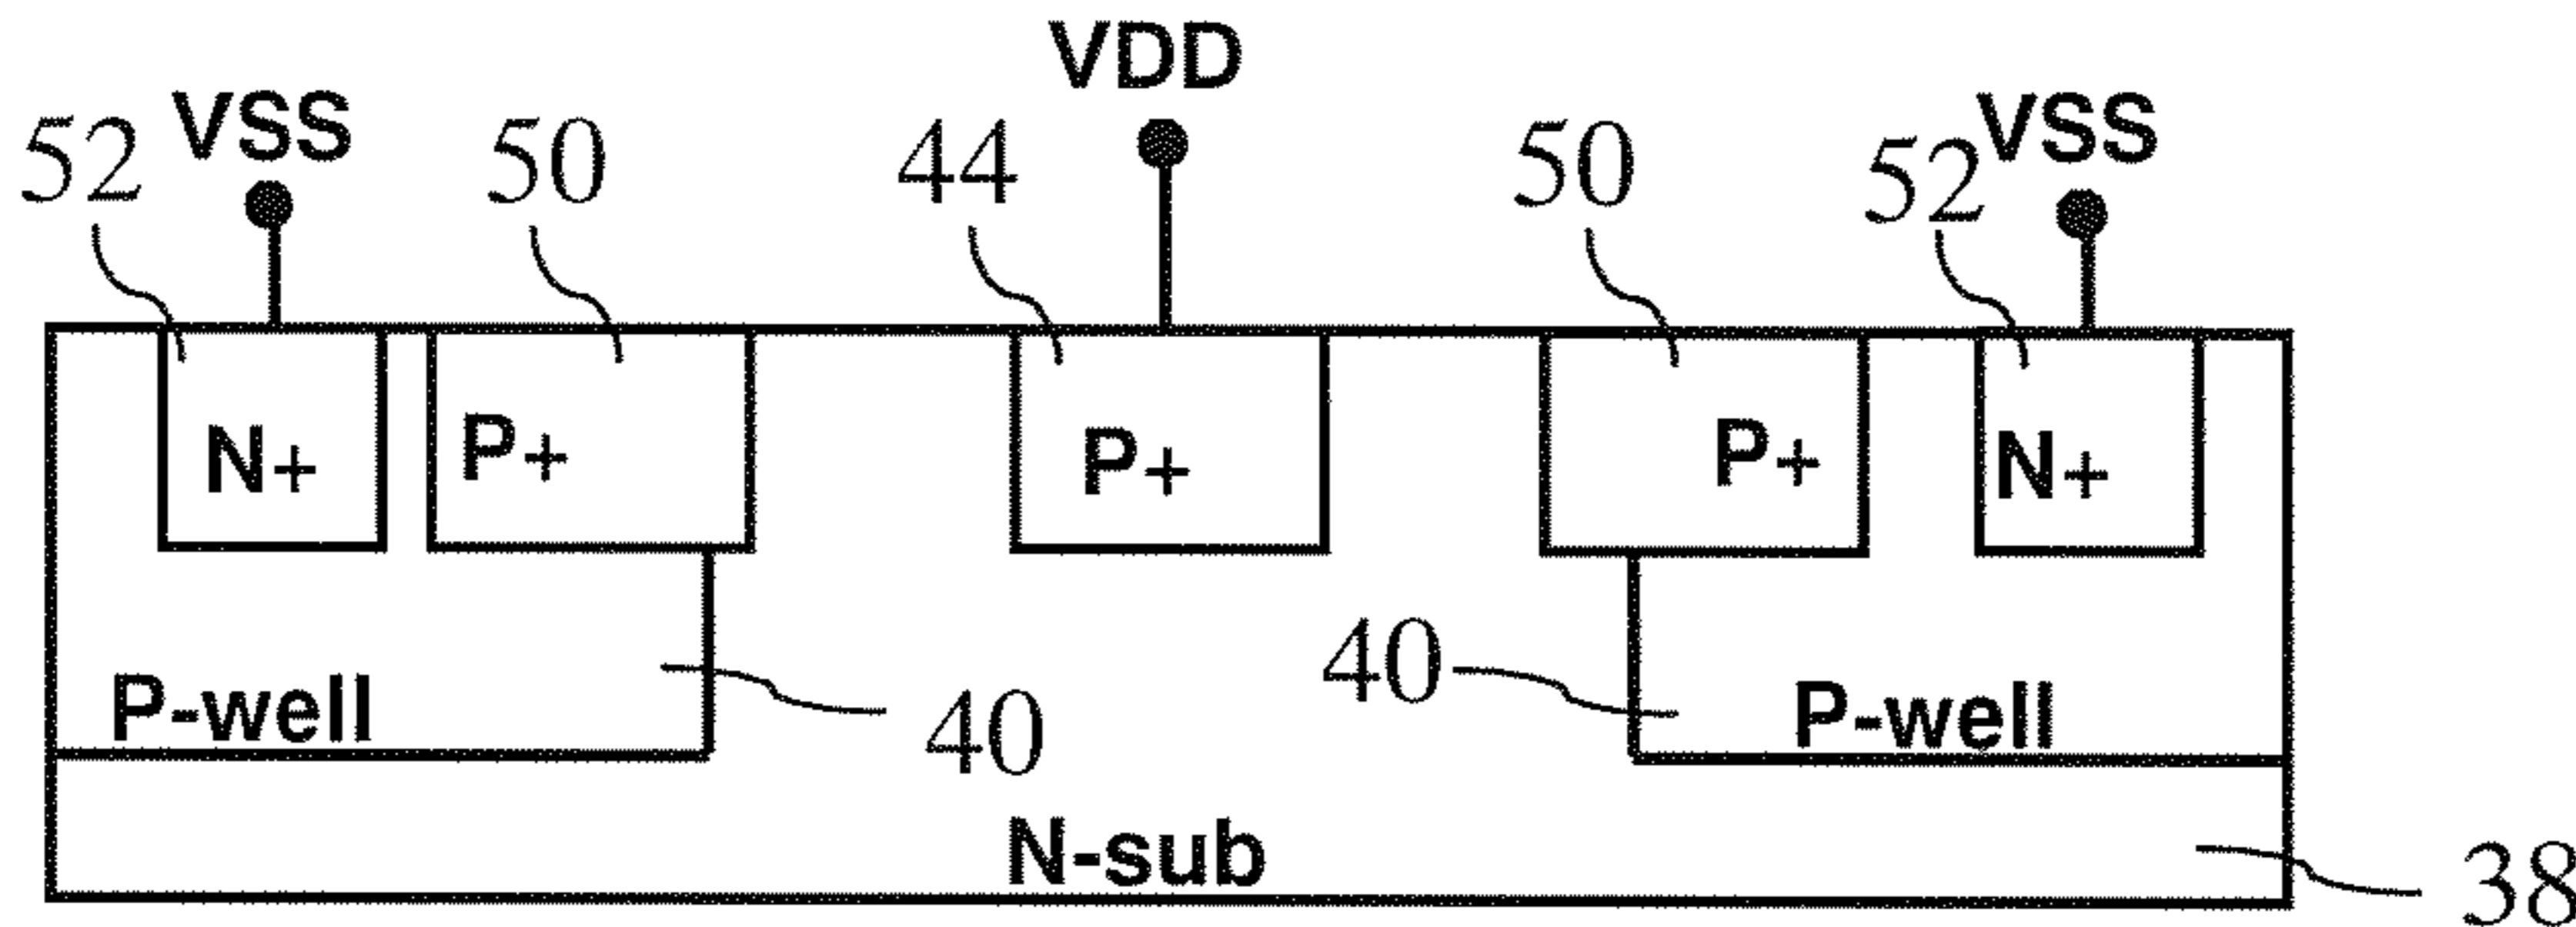 VDD
52 VSS 50 44 50 52 VSS
N+ P+ P+ P+ N+
P-well 40 40 P-well
N-sub 38